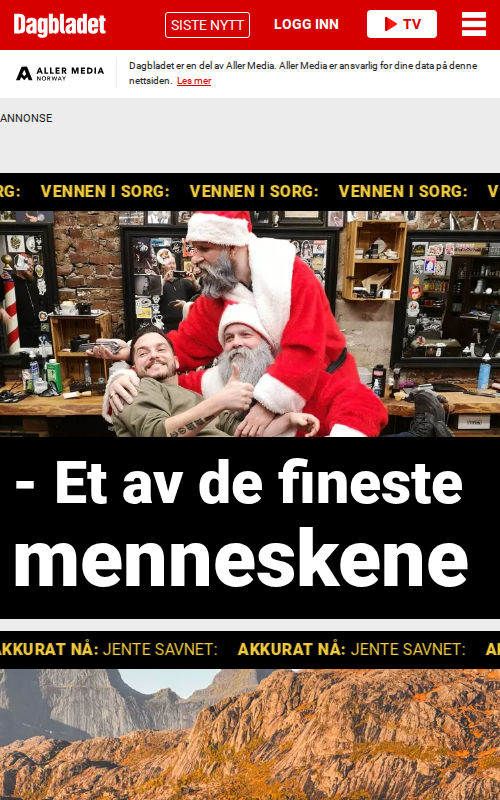 Dagbladet
SISTE NYTT
LOGG INN
TV
ALLER MEDIA
NORWAY
Dagbladet er en del av Aller Media. Aller Media er ansvarlig for dine data på denne
nettsiden. Les mer
ANNONSE
RG: VENNEN I SORG: VENNEN I SORG: VENNEN I SORG: V
- Et av de fineste
menneskene
AKKURAT NÅ: JENTE SAVNET: AKKURAT NÅ: JENTE SAVNET: A